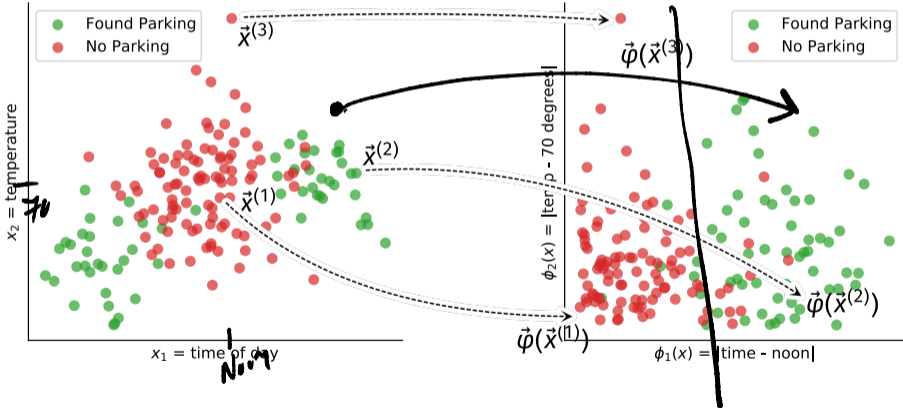 Found Parking
No Parking
x⃗(3)
x₂ = temperature
70
x⃗(2)
x⃗(1)
x₁ = time of day
Noon
Found Parking
No Parking
φ⃗(x⃗(3))
ϕ₂(x) = |temp - 70 degrees|
φ⃗(x⃗(2))
φ⃗(x⃗(1))
ϕ₁(x) = |time - noon|